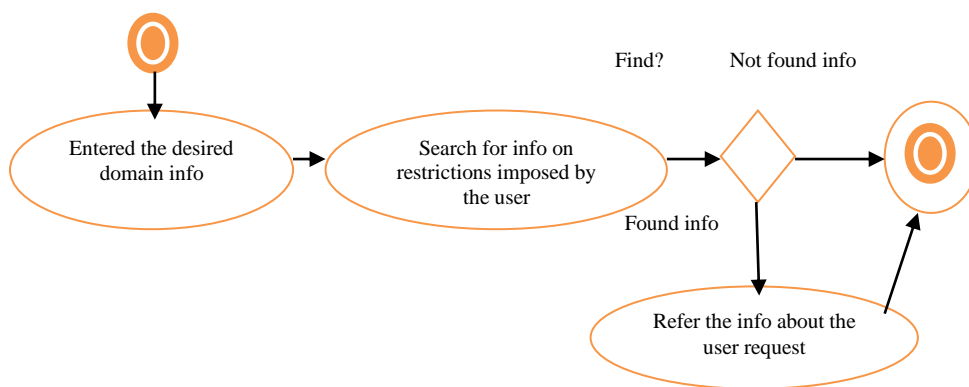 Find?
Not found info
Entered the desired
domain info
Search for info on
restrictions imposed by
the user
Found info
Refer the info about the
user request